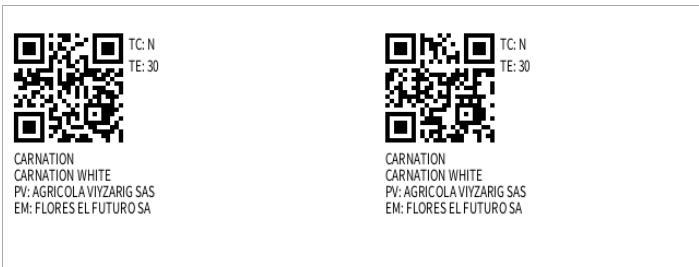 TC: N
TE: 30
CARNATION
CARNATION WHITE
PV: AGRICOLA VIYZARIG SAS
EM: FLORES EL FUTURO SA
TC: N
TE: 30
CARNATION
CARNATION WHITE
PV: AGRICOLA VIYZARIG SAS
EM: FLORES EL FUTURO SA